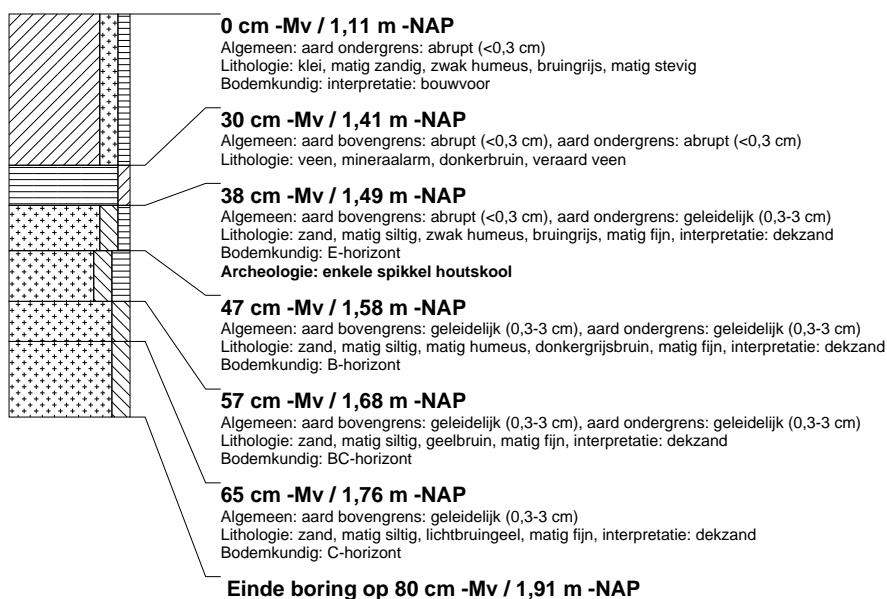 0 cm -Mv / 1,11 m -NAP
Algemeen: aard ondergrens: abrupt (<0,3 cm)
Lithologie: klei, matig zandig, zwak humeus, bruingrijs, matig stevig
Bodemkundig: interpretatie: bouwvoor
30 cm -Mv / 1,41 m -NAP
Algemeen: aard bovengrens: abrupt (<0,3 cm), aard ondergrens: abrupt (<0,3 cm)
Lithologie: veen, mineraalarm, donkerbruin, veraard veen
38 cm -Mv / 1,49 m -NAP
Algemeen: aard bovengrens: abrupt (<0,3 cm), aard ondergrens: geleidelijk (0,3-3 cm)
Lithologie: zand, matig siltig, zwak humeus, bruingrijs, matig fijn, interpretatie: dekzand
Bodemkundig: E-horizont
Archeologie: enkele spikkel houtskool
47 cm -Mv / 1,58 m -NAP
Algemeen: aard bovengrens: geleidelijk (0,3-3 cm), aard ondergrens: geleidelijk (0,3-3 cm)
Lithologie: zand, matig siltig, matig humeus, donkergrijsbruin, matig fijn, interpretatie: dekzand
Bodemkundig: B-horizont
57 cm -Mv / 1,68 m -NAP
Algemeen: aard bovengrens: geleidelijk (0,3-3 cm), aard ondergrens: geleidelijk (0,3-3 cm)
Lithologie: zand, matig siltig, geelbruin, matig fijn, interpretatie: dekzand
Bodemkundig: BC-horizont
65 cm -Mv / 1,76 m -NAP
Algemeen: aard bovengrens: geleidelijk (0,3-3 cm)
Lithologie: zand, matig siltig, lichtbruingeel, matig fijn, interpretatie: dekzand
Bodemkundig: C-horizont
Einde boring op 80 cm -Mv / 1,91 m -NAP